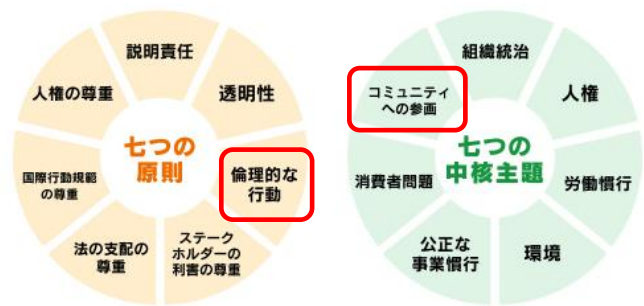 説明責任
透明性
倫理的な
行動
ステーク
ホルダーの
利害の尊重
法の支配の
尊重
国際行動規範
の尊重
人権の尊重
七つの
原則
組織統治
人権
労働慣行
環境
公正な
事業慣行
消費者問題
コミュニティ
への参画
七つの
中核主題